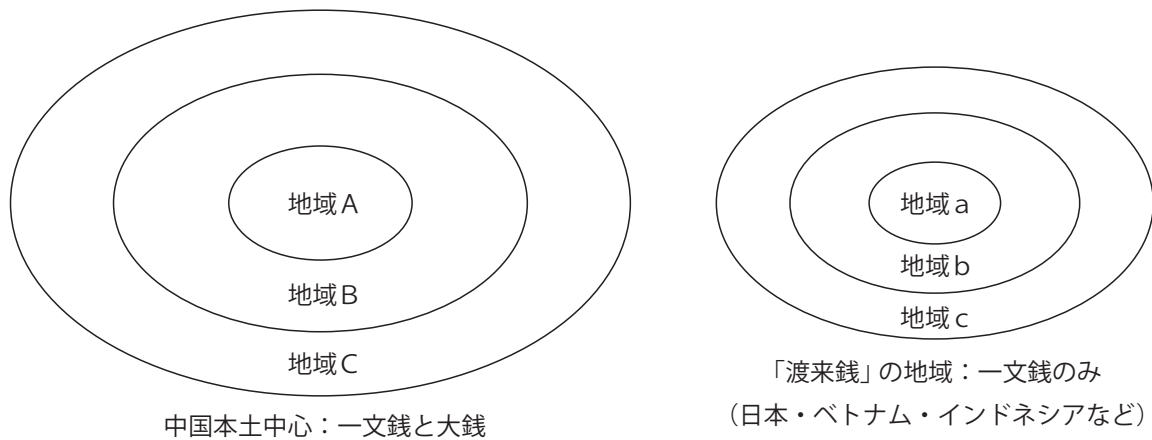 地域A
地域B
地域C
中国本土中心：一文銭と大銭
地域a
地域b
地域c
「渡来銭」の地域：一文銭のみ
（日本・ベトナム・インドネシアなど）